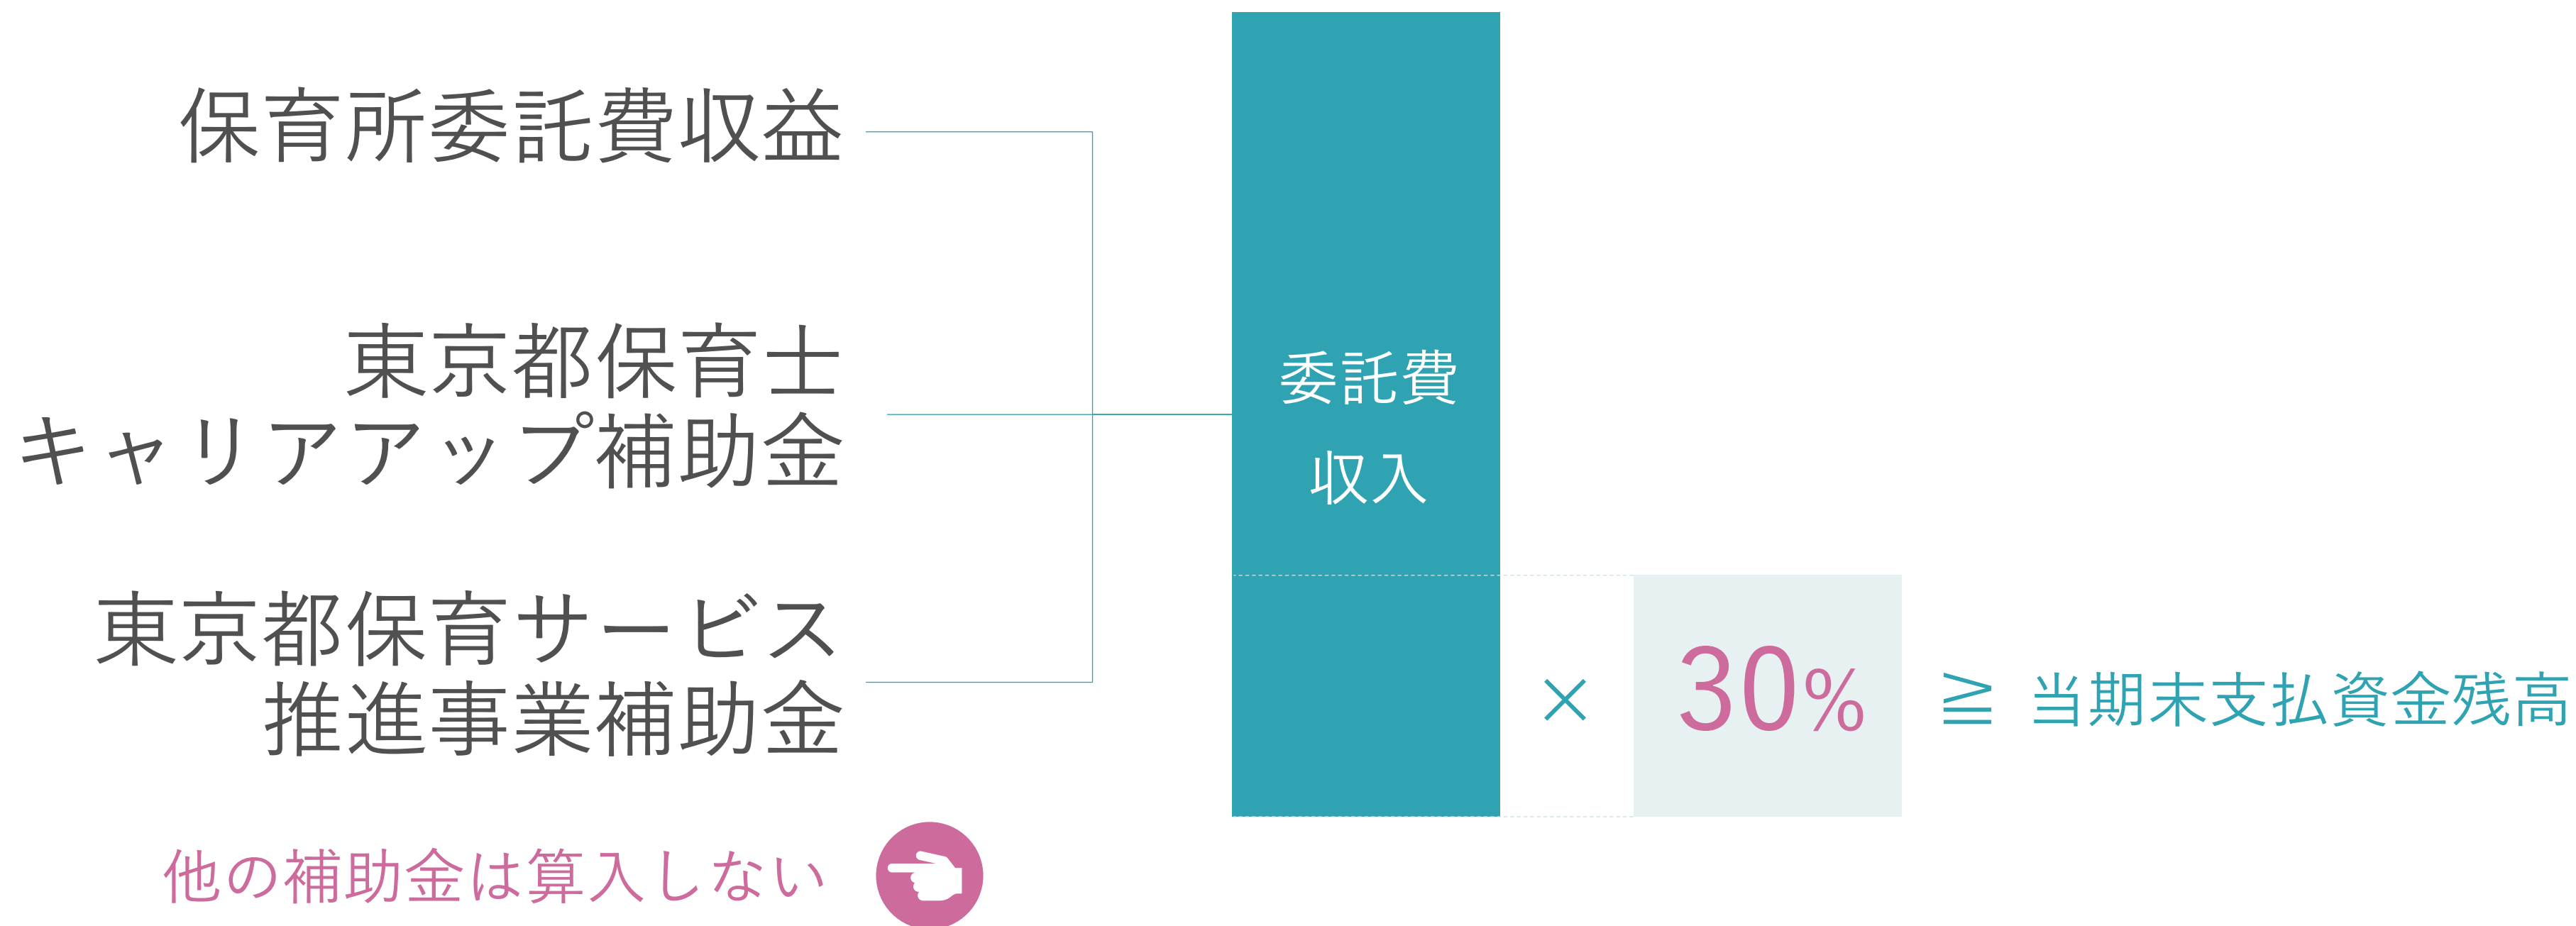 保育所委託費収益
東京都保育士
キャリアアップ補助金
東京都保育サービス
推進事業補助金
他の補助金は算入しない
委託費
収入
× 30% ≧ 当期末支払資金残高